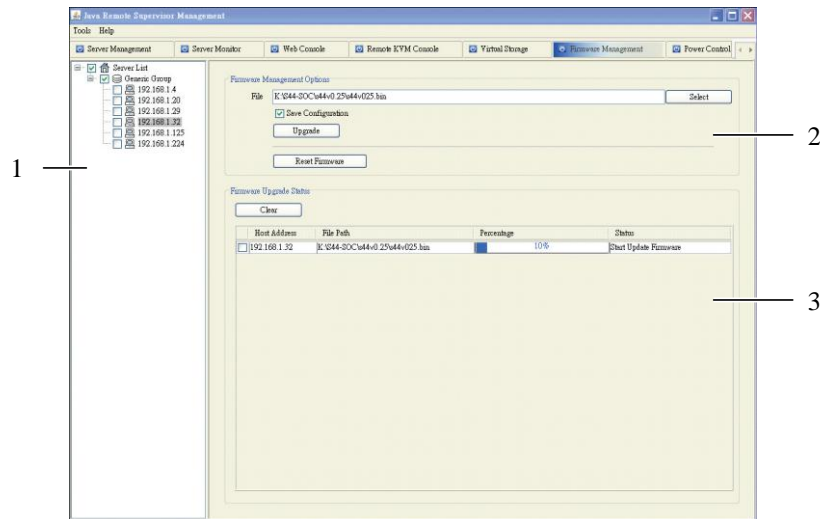 Java Remote Supervisor Management
Tools Help
Server Management Server Monitor Web Console Remote KVM Console Virtual Storage Firmware Management Power Control
Server List
Generic Group
192.168.1.4
192.168.1.20
192.168.1.29
192.168.1.32
192.168.1.125
192.168.1.224
1
Firmware Management Options
File K:\S44-SOC\s44v0.25\s44v025.bin Select
Save Configuration
Upgrade
2
Reset Firmware
Firmware Upgrade Status
Clear
Host Address File Path Percentage Status
192.168.1.32 K:\S44-SOC\s44v0.25\s44v025.bin 10% Start Update Firmware
3